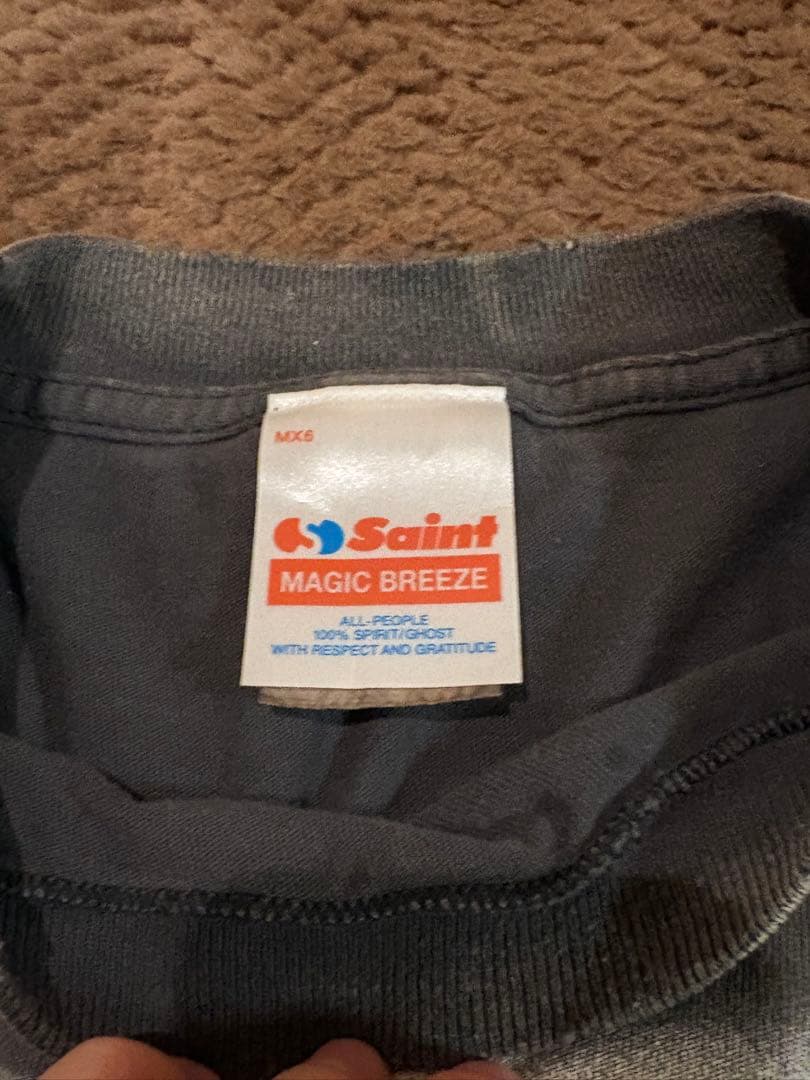 MX6
Saint
MAGIC BREEZE
ALL-PEOPLE
100% SPIRIT/GHOST
WITH RESPECT AND GRATITUDE